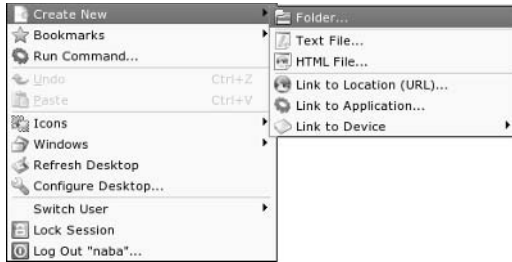 Create New
Bookmarks
Run Command...
Undo Ctrl+Z
Paste Ctrl+V
Icons
Windows
Refresh Desktop
Configure Desktop...
Switch User
Lock Session
Log Out "naba"...
Folder...
Text File...
HTML File...
Link to Location (URL)...
Link to Application...
Link to Device